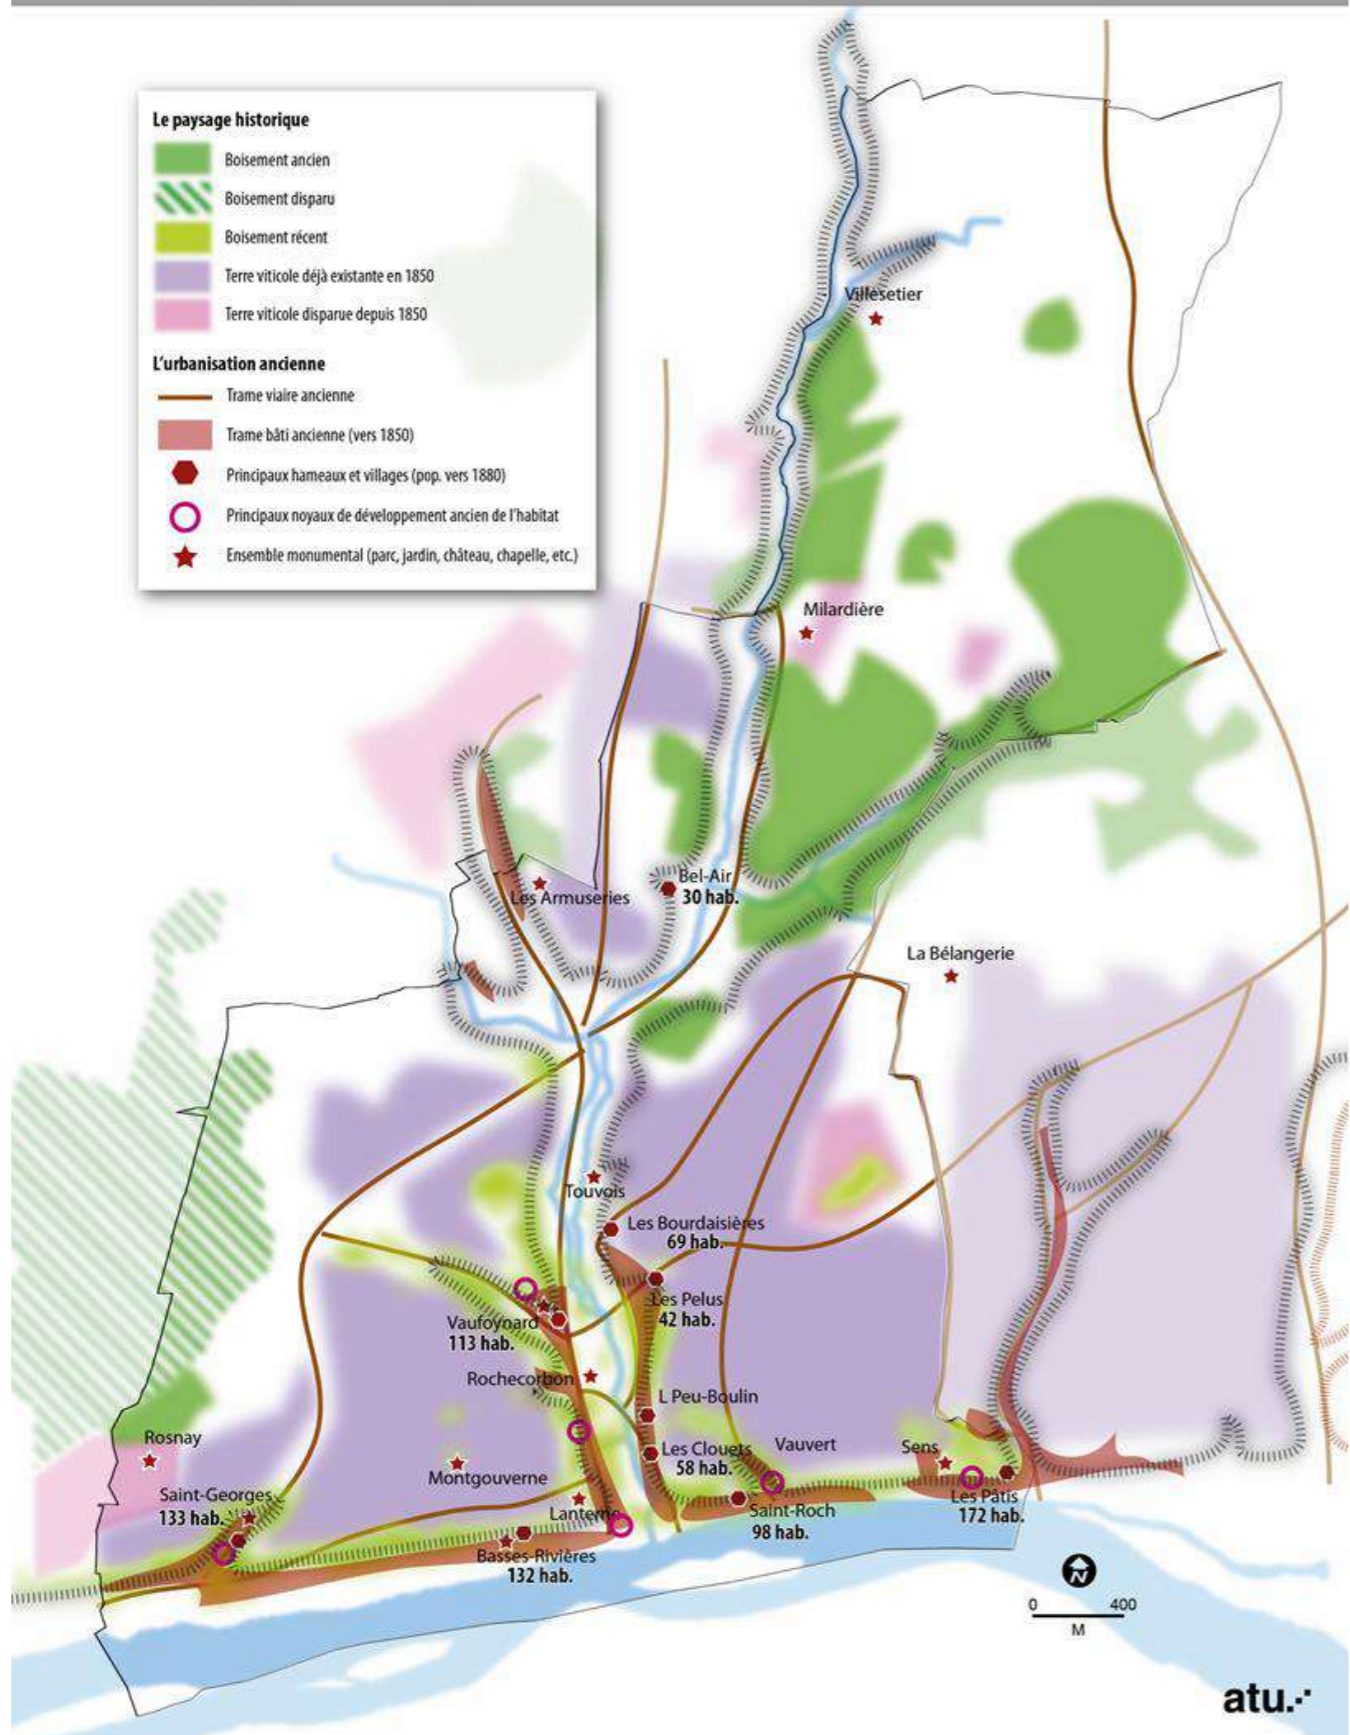 Le paysage historique
Boisement ancien
Boisement disparu
Boisement récent
Terre viticole déjà existante en 1850
Terre viticole disparue depuis 1850
L'urbanisation ancienne
Trame viaire ancienne
Trame bâti ancienne (vers 1850)
Principaux hameaux et villages (pop. vers 1880)
Principaux noyaux de développement ancien de l'habitat
Ensemble monumental (parc, jardin, château, chapelle, etc.)
Villesetier
Milardière
Bel-Air
30 hab.
Les Armuseries
La Bélangerie
Touvois
Les Bourdaisières
69 hab.
Les Pelus
42 hab.
Vaufoynard
113 hab.
Rochecorbon
L Peu-Boulin
Rosnay
Les Clouets
58 hab.
Vauvert
Sens
Montgouverne
Saint-Georges
133 hab.
Lanterne
Saint-Roch
98 hab.
Les Pâtis
172 hab.
Basses-Rivières
132 hab.
N
0 400
M
atu.